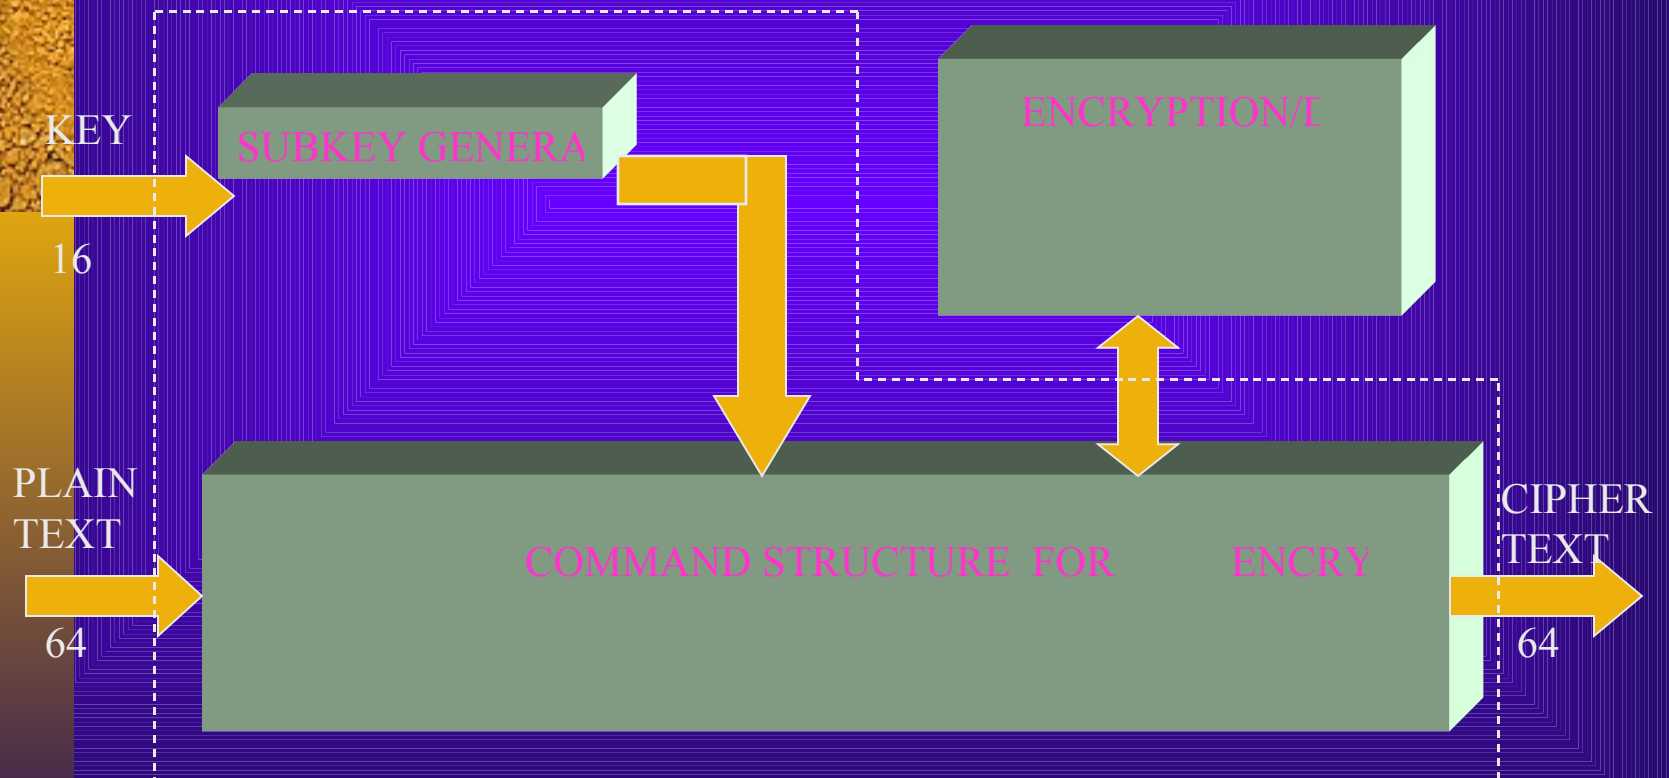 KEY
SUBKEY GENERA
16
ENCRYPTION/
PLAIN
TEXT
64
COMMAND STRUCTURE FOR ENCRY
CIPHER
TEXT
64